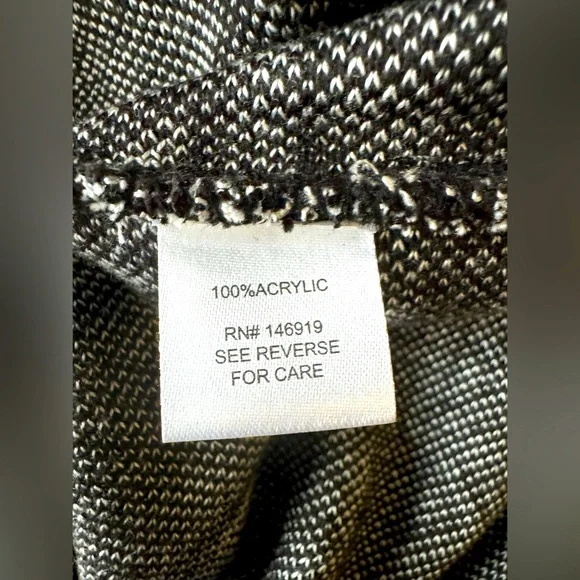 100%ACRYLIC
RN# 146919
SEE REVERSE
FOR CARE